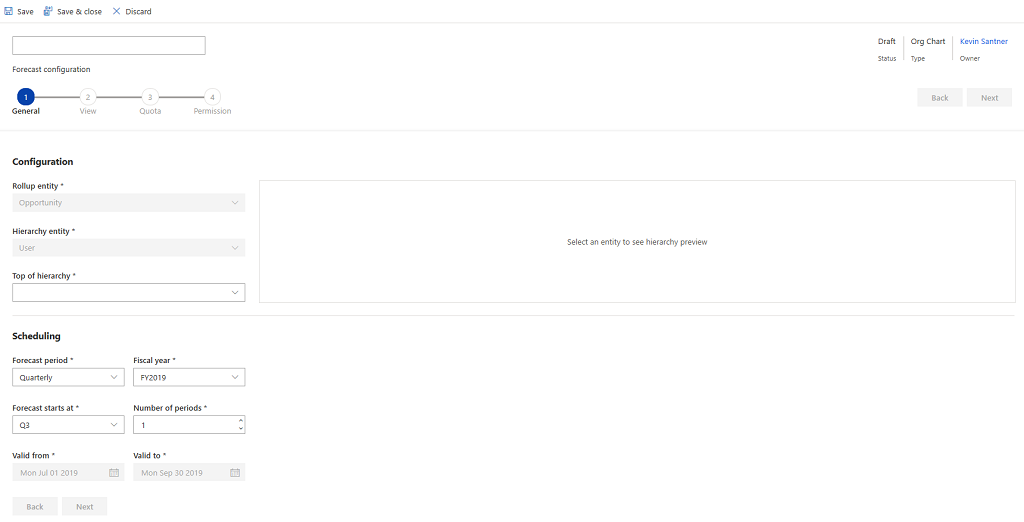 Save Save & close Discard
Draft Org Chart Kevin Santner
Status Type Owner
Forecast configuration
1 2 3 4
General View Quota Permission
Back Next
Configuration
Rollup entity *
Opportunity
Hierarchy entity *
User
Top of hierarchy *
Select an entity to see hierarchy preview
Scheduling
Forecast period * Fiscal year *
Quarterly FY2019
Forecast starts at * Number of periods *
Q3 1
Valid from * Valid to *
Mon Jul 01 2019 Mon Sep 30 2019
Back Next